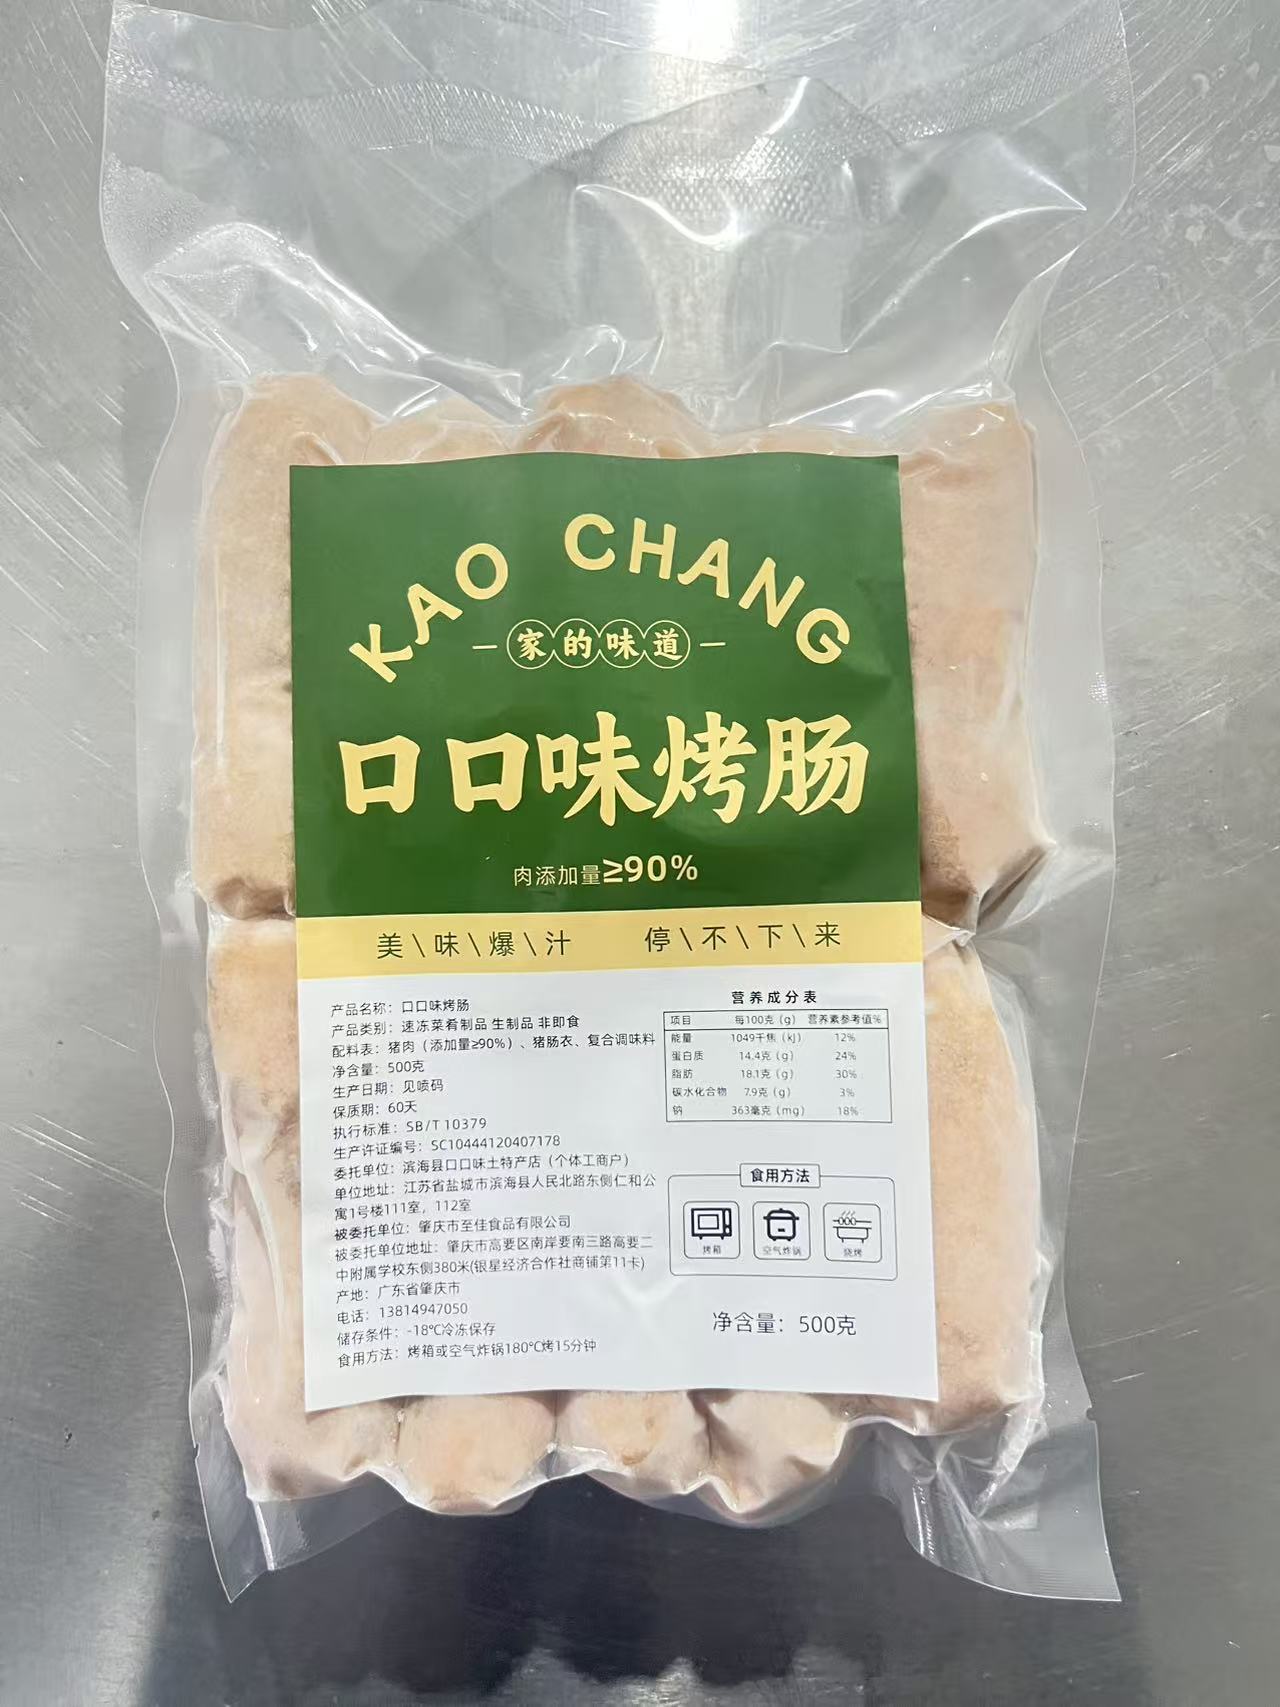 KAO CHANG
家的味道
口口味烤肠
肉添加量≥90%
美\味\爆\汁 停\不\下\来
产品名称：口口味烤肠
产品类别：速冻菜肴制品 生制品 非即食
配料表：猪肉（添加量≥90%）、猪肠衣、复合调味料
净含量：500克
生产日期：见喷码
保质期：60天
执行标准：SB/T 10379
生产许证编号：SC10444120407178
委托单位：滨海县口口味土特产店（个体工商户）
单位地址：江苏省盐城市滨海县人民北路东侧仁和公
寓1号楼111室，112室
被委托单位：肇庆市至佳食品有限公司
被委托单位地址：肇庆市高要区南岸要南三路高要二
中附属学校东侧380米(银星经济合作社商铺第11卡)
产地：广东省肇庆市
电话：13814947050
储存条件：-18℃冷冻保存
食用方法：烤箱或空气炸锅180℃烤15分钟
营养成分表
项目 每100克（g） 营养素参考值%
能量 1049千焦（kJ） 12%
蛋白质 14.4克（g） 24%
脂肪 18.1克（g） 30%
碳水化合物 7.9克（g） 3%
钠 363毫克（mg） 18%
食用方法
烤箱 空气炸锅 烧烤
净含量：500克